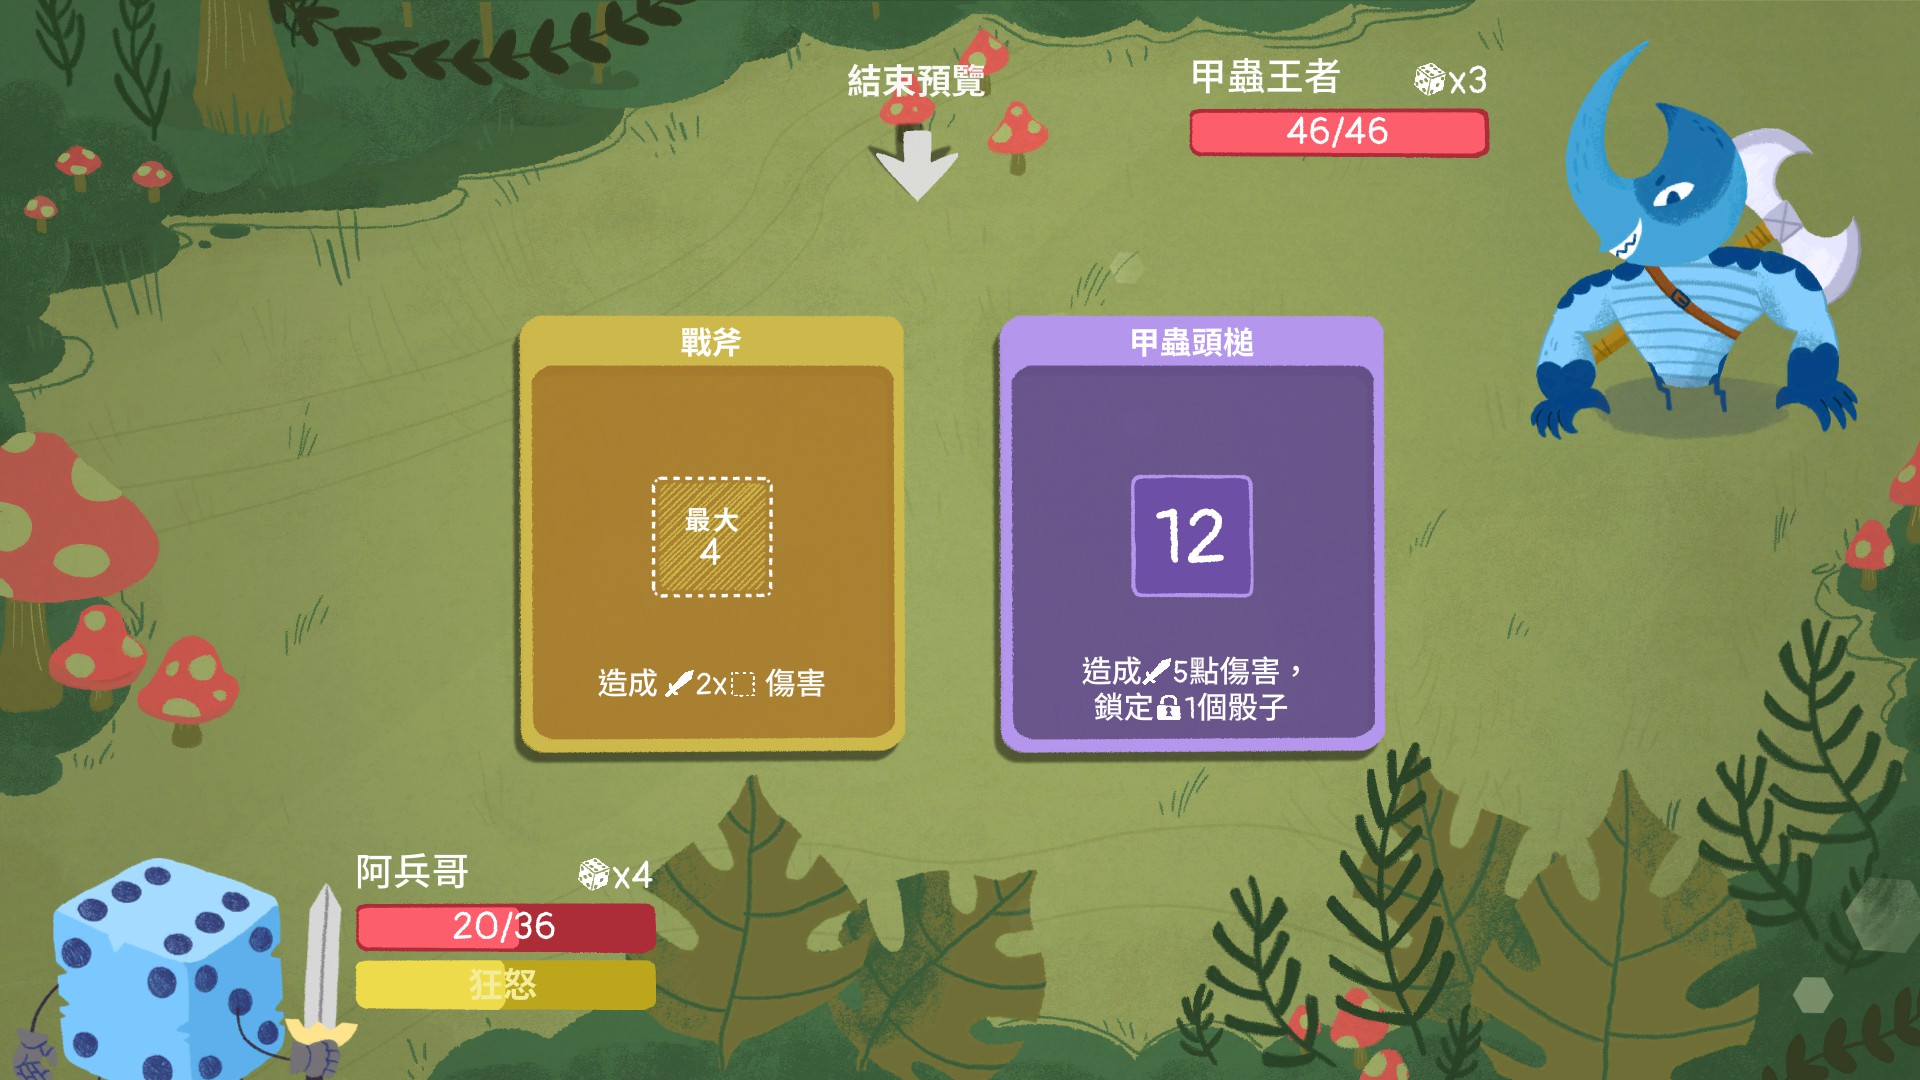 結束預覽
甲蟲王者
x3
46/46
戰斧
最大
4
造成 2x 傷害
甲蟲頭槌
12
造成 5點傷害，
鎖定 1個骰子
阿兵哥
x4
20/36
狂怒